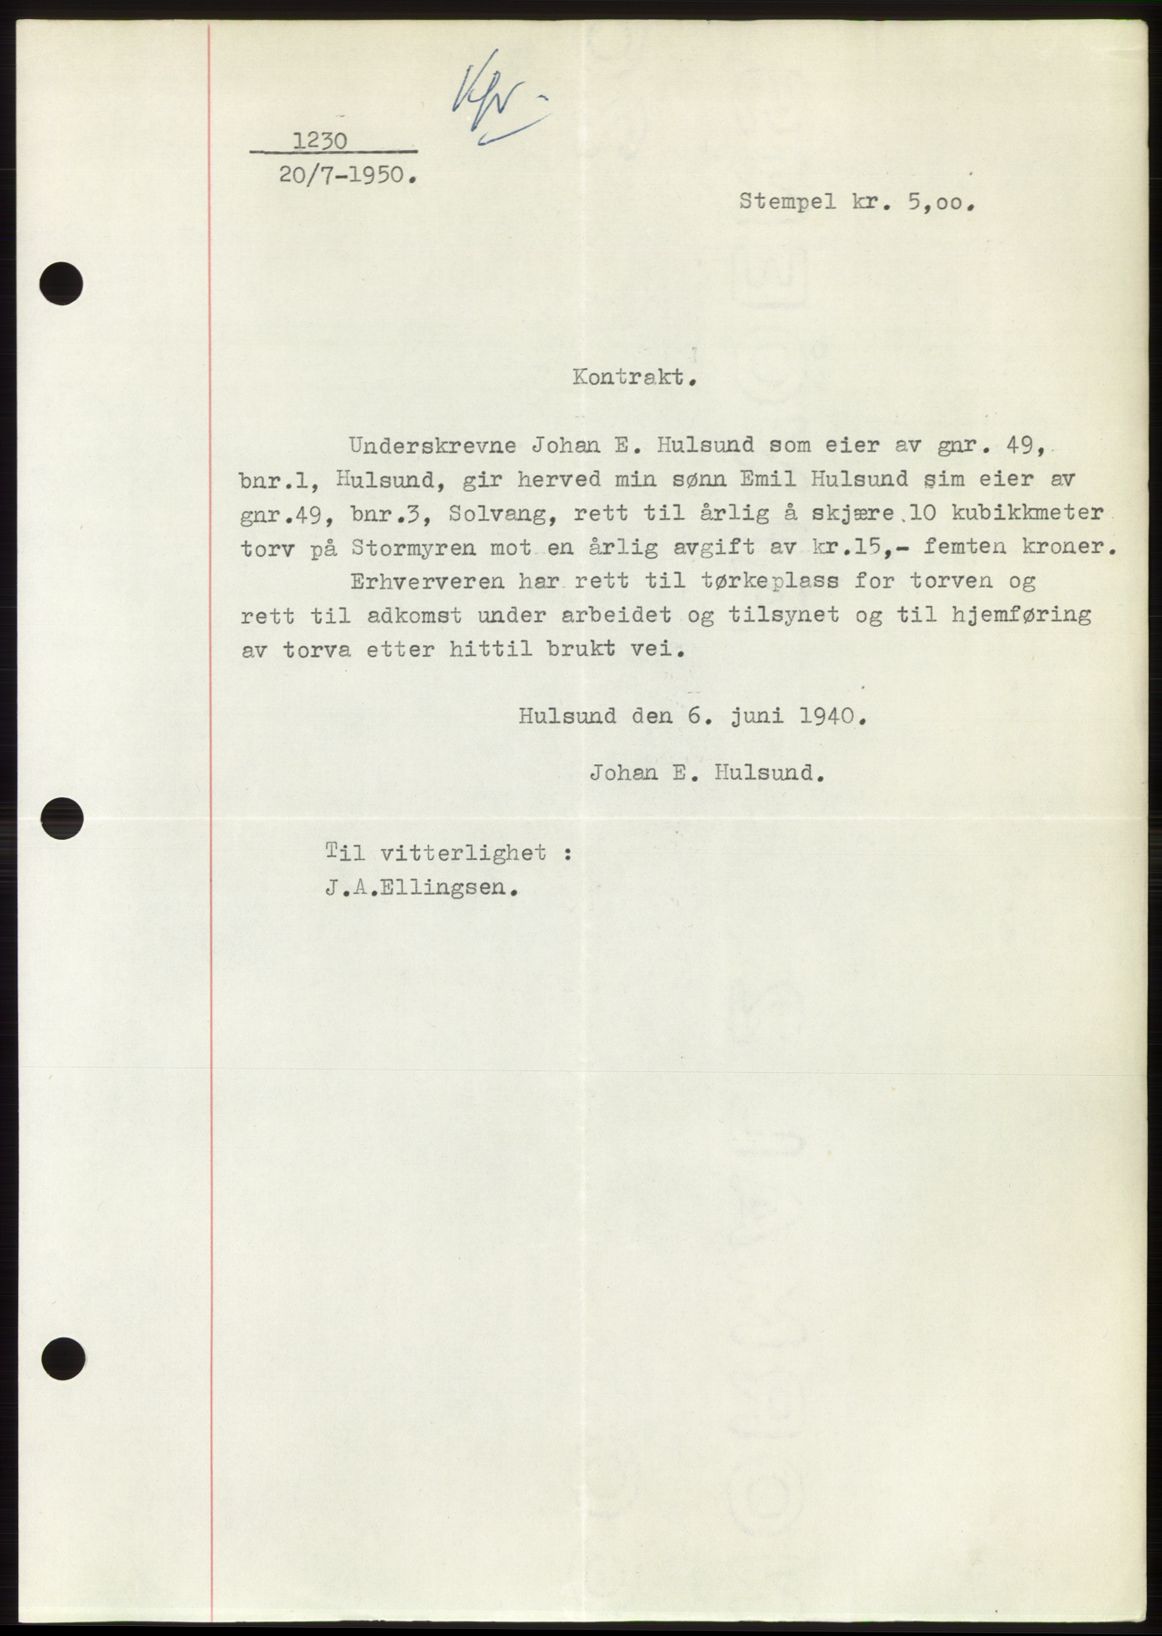 1230
20/7-1950.
Stempel kr. 5,oo.
Kontrakt.
Underskrevne Johan E. Hulsund som eier av gnr. 49,
bnr.1, Hulsund, gir herved min sønn Emil Hulsund sim eier av
gnr.49, bnr.3, Solvang, rett til årlig å skjære 10 kubikkmeter
torv på Stormyren mot en årlig avgift av kr.15,- femten kroner.
Erhververen har rett til tørkeplass for torven og
rett til adkomst under arbeidet og tilsynet og til hjemføring
av torva etter hittil brukt vei.
Hulsund den 6. juni 1940.
Johan E. Hulsund.
Til vitterlighet :
J.A.Ellingsen.